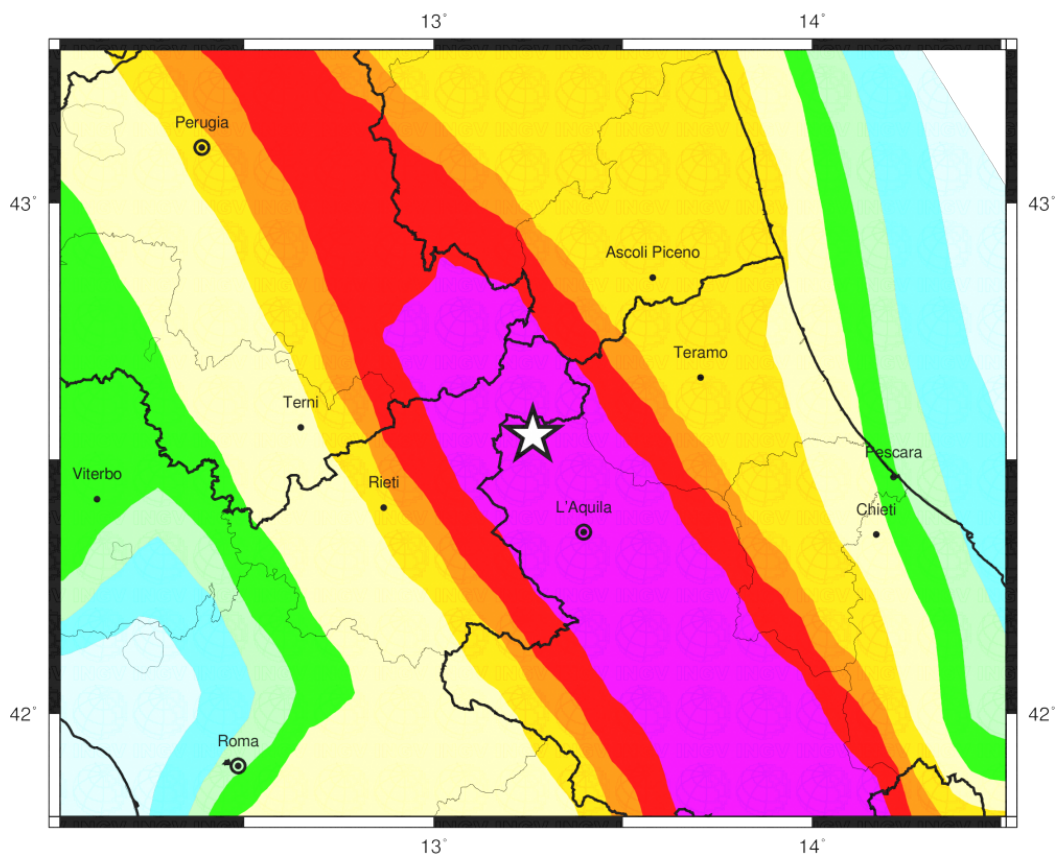 13°
14°
Perugia
43°
43°
Ascoli Piceno
Teramo
Terni
Pescara
Viterbo
Rieti
L'Aquila
Chieti
42°
42°
Roma
13°
14°